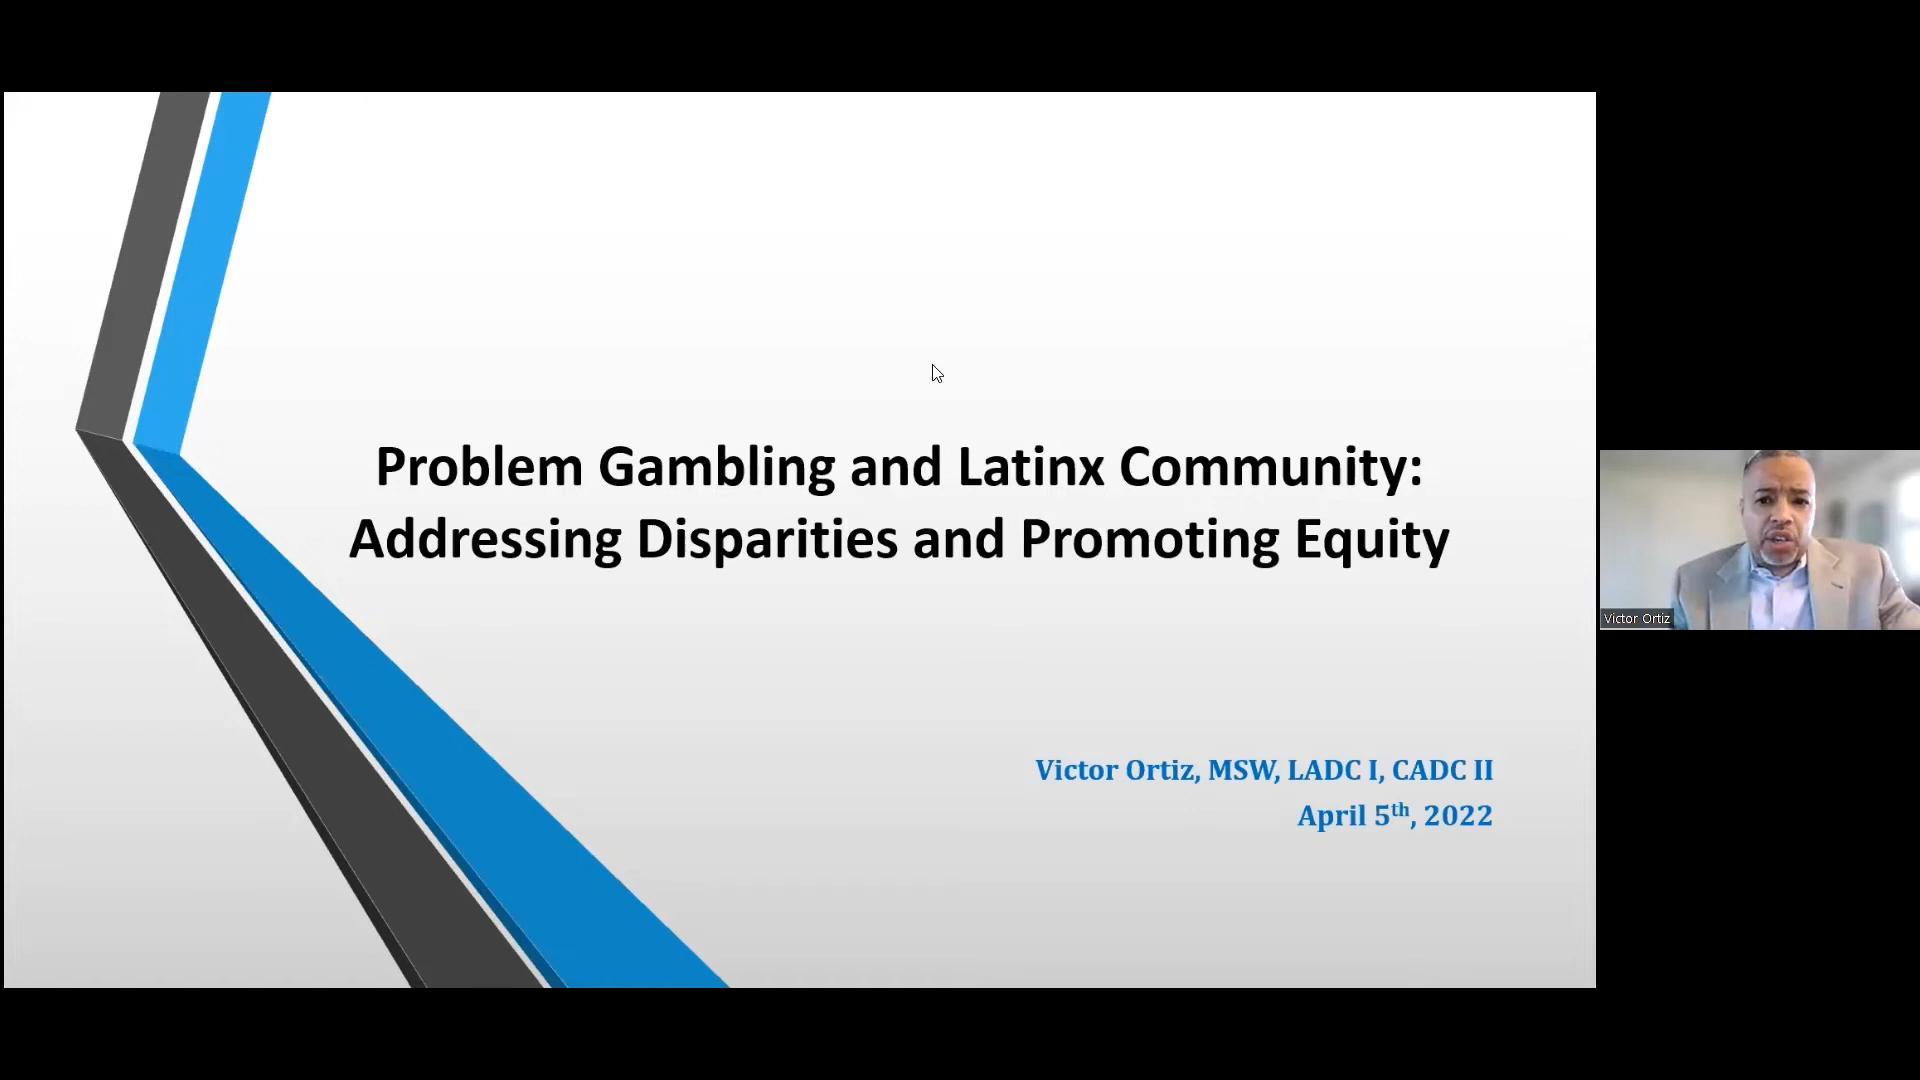 Problem Gambling and Latinx Community:
Addressing Disparities and Promoting Equity
Victor Ortiz, MSW, LADC I, CADC II
April 5th, 2022
Victor Ortiz